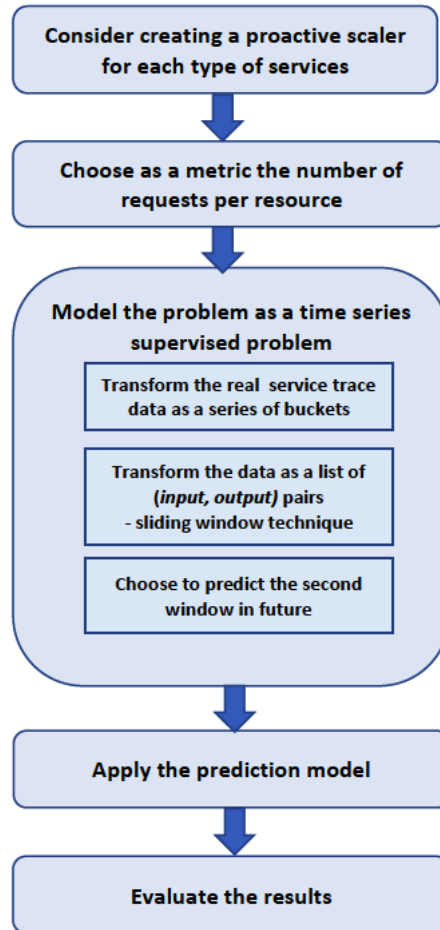 Consider creating a proactive scaler
for each type of services
Choose as a metric the number of
requests per resource
Model the problem as a time series
supervised problem
Transform the real service trace
data as a series of buckets
Transform the data as a list of
(input, output) pairs
- sliding window technique
Choose to predict the second
window in future
Apply the prediction model
Evaluate the results